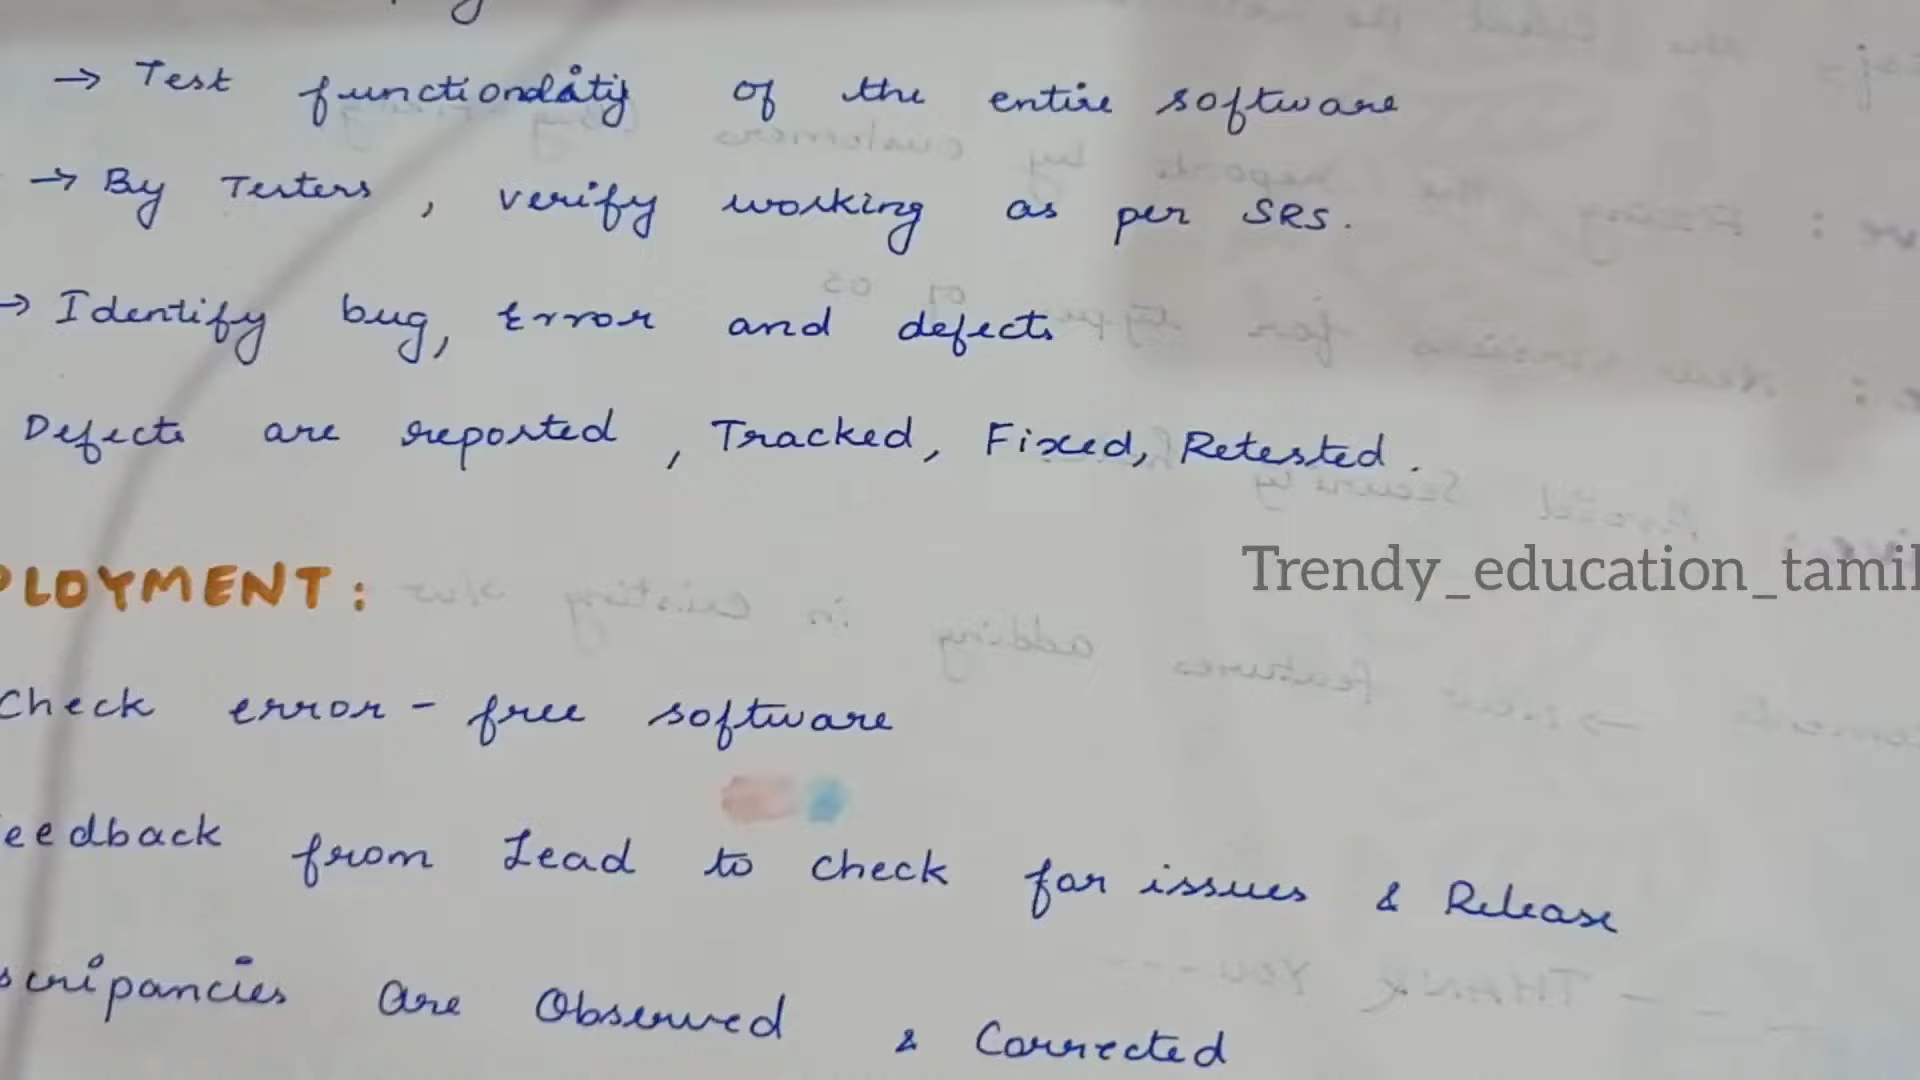 → Test functionality of the entire software
→ By Testers, verify working as per SRS.
→ Identify bug, Error and defects
Defects are reported, Tracked, Fixed, Retested.
Trendy_education_tamil
PLOYMENT:
Check error-free software
eedback from Lead to check for issues & Release
scripancies are Observed & Corrected